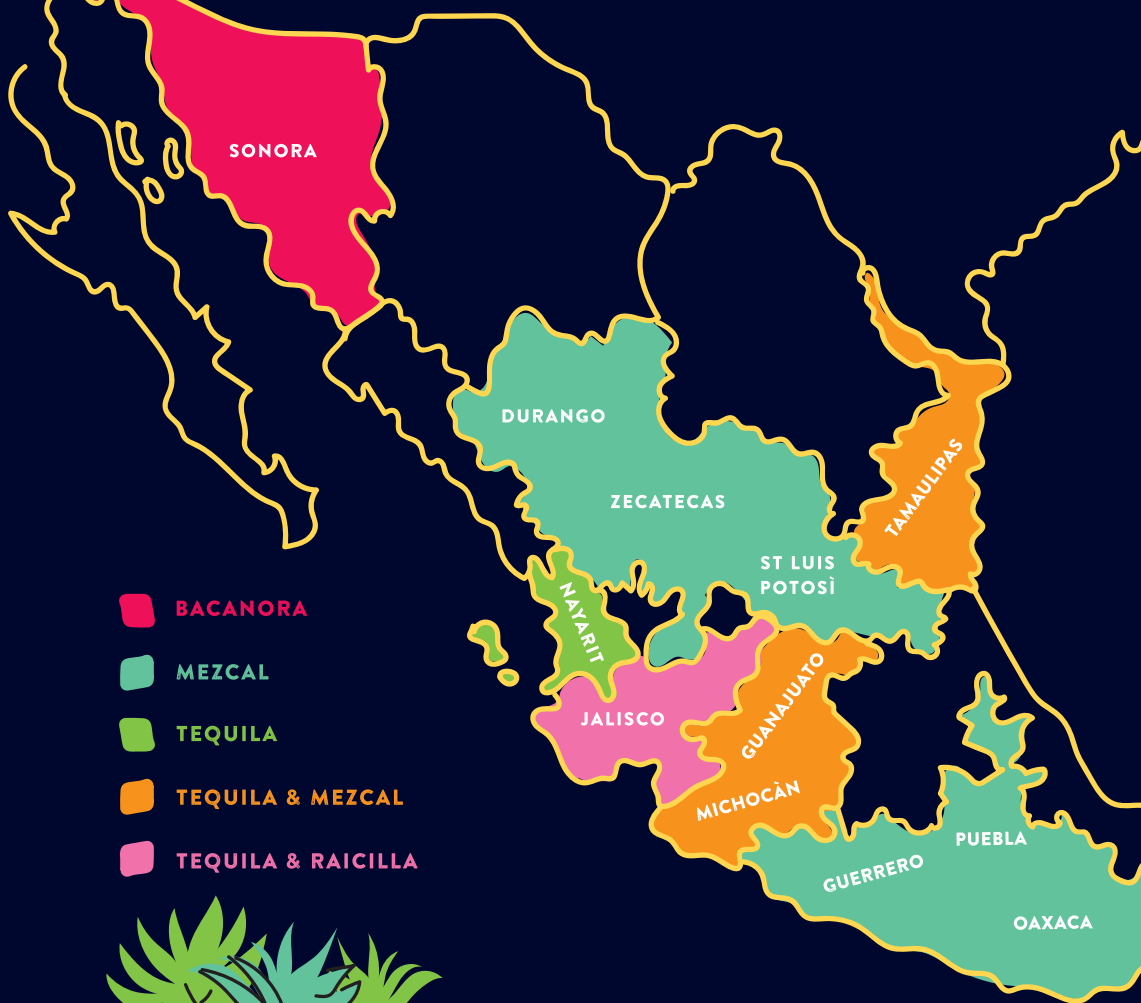 SONORA
DURANGO
ZECATECAS
TAMAULIPAS
ST LUIS
POTOSÌ
NAYARIT
JALISCO
GUANAJUATO
MICHOCÀN
PUEBLA
GUERRERO
OAXACA
BACANORA
MEZCAL
TEQUILA
TEQUILA & MEZCAL
TEQUILA & RAICILLA